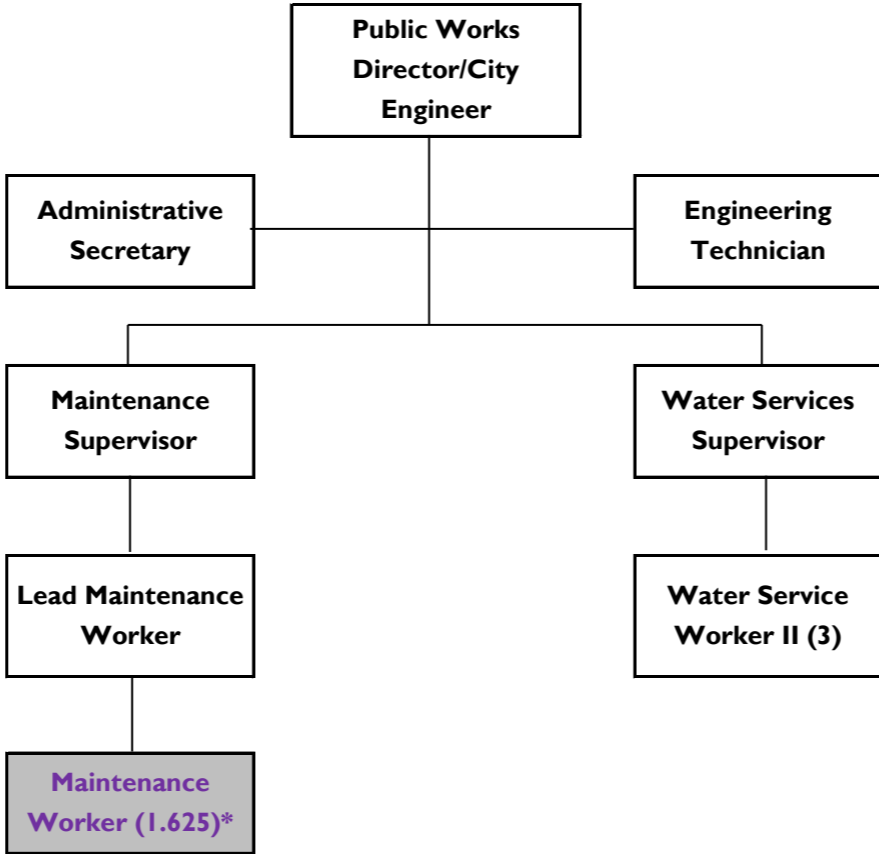 Public Works
Director/City
Engineer
Administrative
Secretary
Engineering
Technician
Maintenance
Supervisor
Water Services
Supervisor
Lead Maintenance
Worker
Water Service
Worker II (3)
Maintenance
Worker (1.625)*